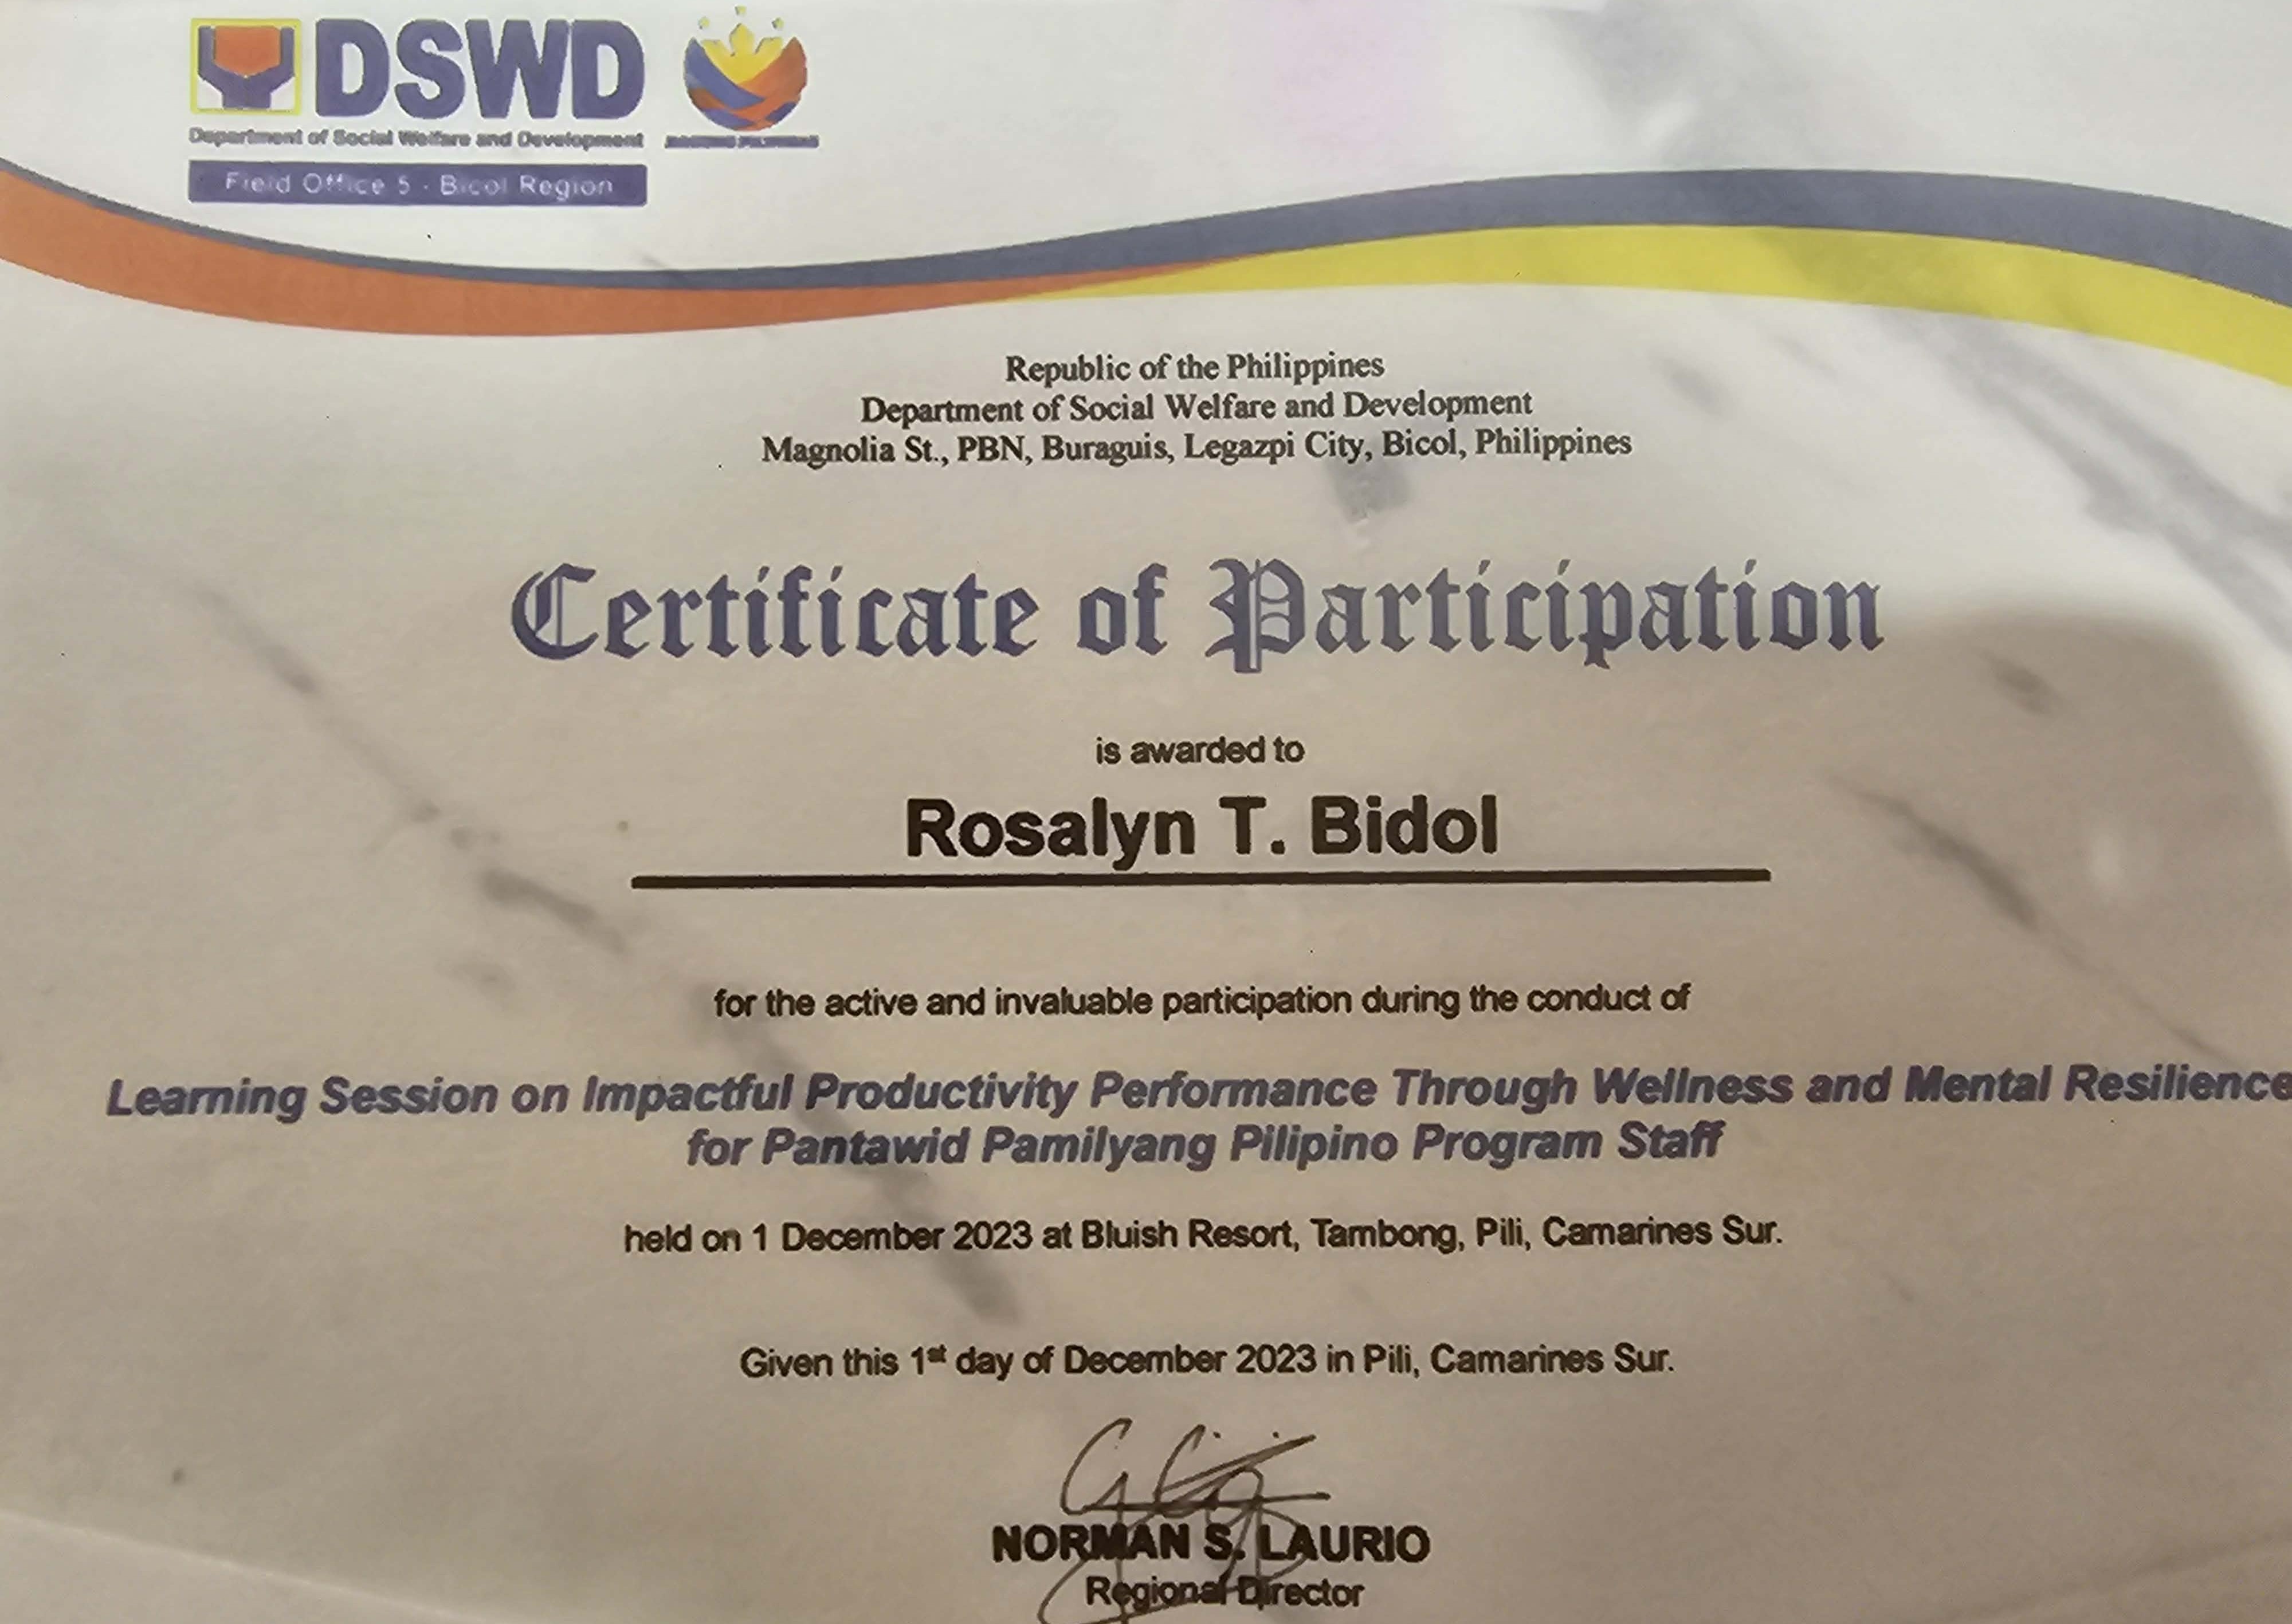 DSWD
Department of Social Welfare and Development
BAGONG PILIPINAS
Field Office 5 - Bicol Region
Republic of the Philippines
Department of Social Welfare and Development
Magnolia St., PBN, Buraguis, Legazpi City, Bicol, Philippines
Certificate of Participation
is awarded to
Rosalyn T. Bidol
for the active and invaluable participation during the conduct of
Learning Session on Impactful Productivity Performance Through Wellness and Mental Resilience
for Pantawid Pamilyang Pilipino Program Staff
held on 1 December 2023 at Bluish Resort, Tambong, Pili, Camarines Sur.
Given this 1st day of December 2023 in Pili, Camarines Sur.
NORMAN S. LAURIO
Regional Director